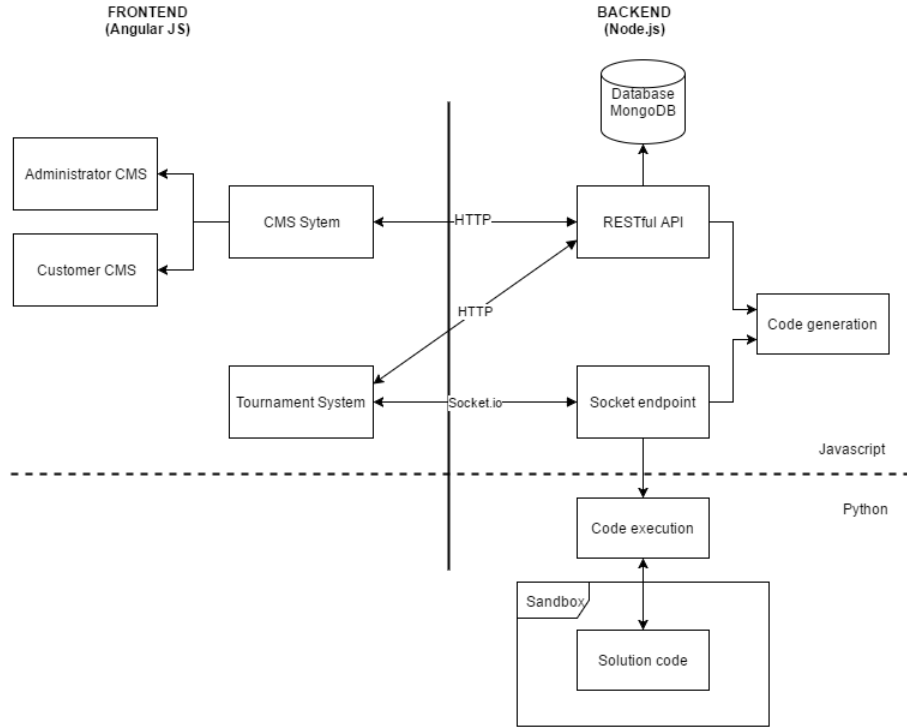 FRONTEND
(Angular JS)
BACKEND
(Node.js)
Database
MongoDB
Administrator CMS
CMS Sytem
HTTP
RESTful API
Customer CMS
HTTP
Code generation
Tournament System
Socket.io
Socket endpoint
Javascript
Python
Code execution
Sandbox
Solution code